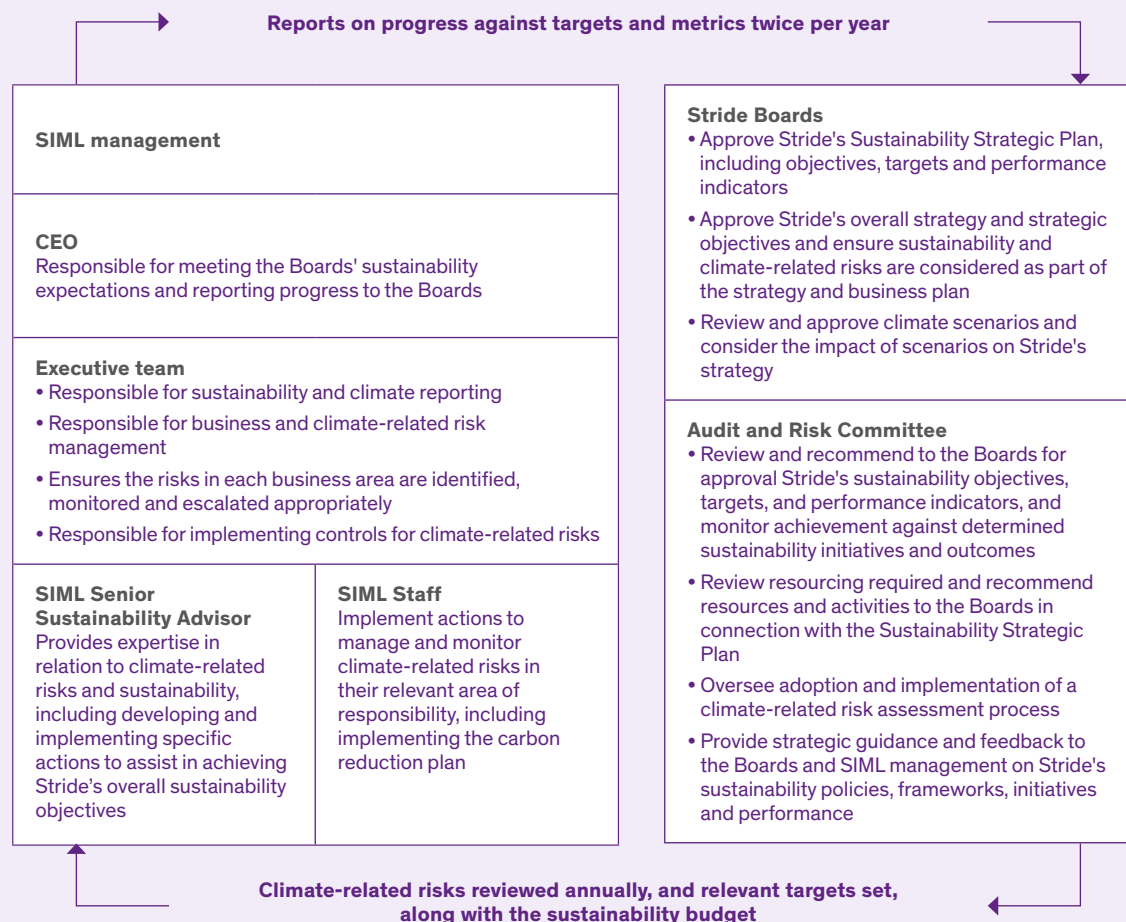 Reports on progress against targets and metrics twice per year
SIML management
CEO
Responsible for meeting the Boards' sustainability
expectations and reporting progress to the Boards
Executive team
• Responsible for sustainability and climate reporting
• Responsible for business and climate-related risk
management
• Ensures the risks in each business area are identified,
monitored and escalated appropriately
• Responsible for implementing controls for climate-related risks
SIML Senior
Sustainability Advisor
Provides expertise in
relation to climate-related
risks and sustainability,
including developing and
implementing specific
actions to assist in achieving
Stride’s overall sustainability
objectives
SIML Staff
Implement actions to
manage and monitor
climate-related risks in
their relevant area of
responsibility, including
implementing the carbon
reduction plan
Stride Boards
• Approve Stride's Sustainability Strategic Plan,
including objectives, targets and performance
indicators
• Approve Stride's overall strategy and strategic
objectives and ensure sustainability and
climate-related risks are considered as part of
the strategy and business plan
• Review and approve climate scenarios and
consider the impact of scenarios on Stride's
strategy
Audit and Risk Committee
• Review and recommend to the Boards for
approval Stride's sustainability objectives,
targets, and performance indicators, and
monitor achievement against determined
sustainability initiatives and outcomes
• Review resourcing required and recommend
resources and activities to the Boards in
connection with the Sustainability Strategic
Plan
• Oversee adoption and implementation of a
climate-related risk assessment process
• Provide strategic guidance and feedback to
the Boards and SIML management on Stride's
sustainability policies, frameworks, initiatives
and performance
Climate-related risks reviewed annually, and relevant targets set,
along with the sustainability budget